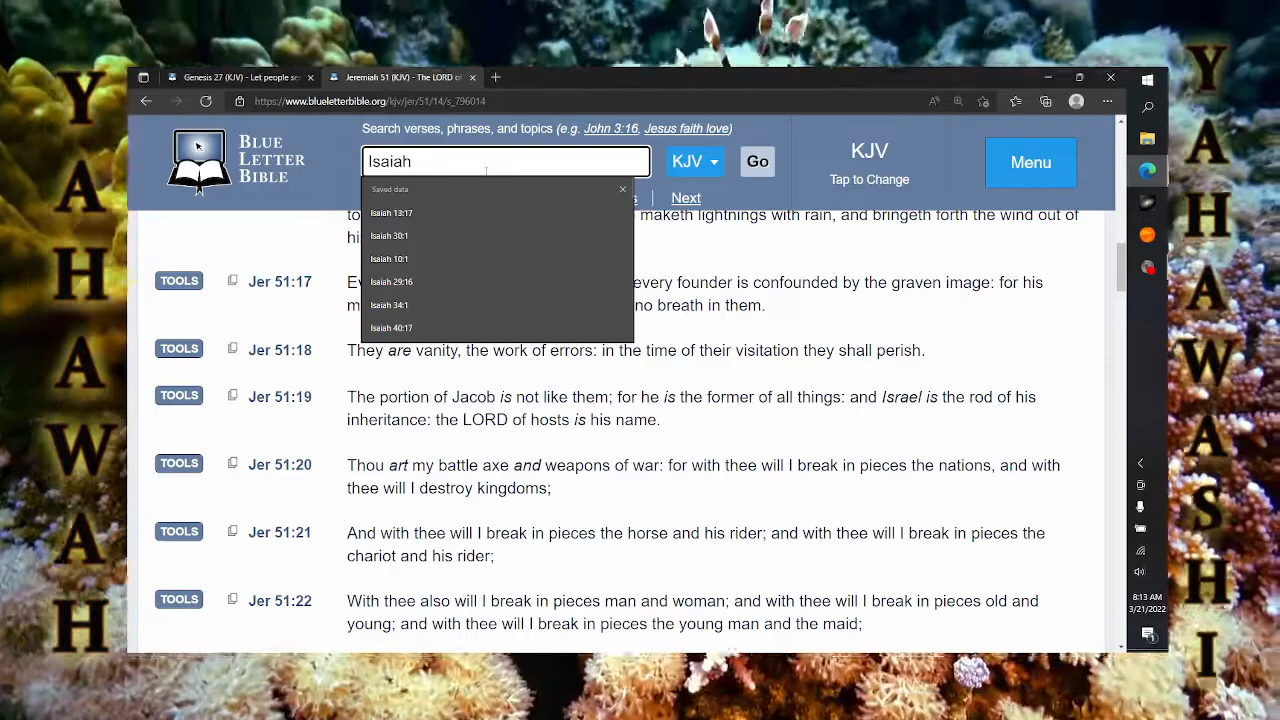 YAHAWAH
YAHAWASHI
Genesis 27 (KJV) - Let people se
Jeremiah 51 (KJV) - The LORD of
https://www.blueletterbible.org/kjv/jer/51/14/s_796014
BLUE
LETTER
BIBLE
Search verses, phrases, and topics (e.g. John 3:16, Jesus faith love)
Isaiah
KJV
Go
Next
KJV
Tap to Change
Menu
Saved data
Isaiah 13:17
Isaiah 30:1
Isaiah 10:1
Isaiah 29:16
Isaiah 34:1
Isaiah 40:17
maketh lightnings with rain, and bringeth forth the wind out of
TOOLS Jer 51:17 every founder is confounded by the graven image: for his
no breath in them.
TOOLS Jer 51:18 They are vanity, the work of errors: in the time of their visitation they shall perish.
TOOLS Jer 51:19 The portion of Jacob is not like them; for he is the former of all things: and Israel is the rod of his
inheritance: the LORD of hosts is his name.
TOOLS Jer 51:20 Thou art my battle axe and weapons of war: for with thee will I break in pieces the nations, and with
thee will I destroy kingdoms;
TOOLS Jer 51:21 And with thee will I break in pieces the horse and his rider; and with thee will I break in pieces the
chariot and his rider;
TOOLS Jer 51:22 With thee also will I break in pieces man and woman; and with thee will I break in pieces old and
young; and with thee will I break in pieces the young man and the maid;
8:13 AM
3/21/2022